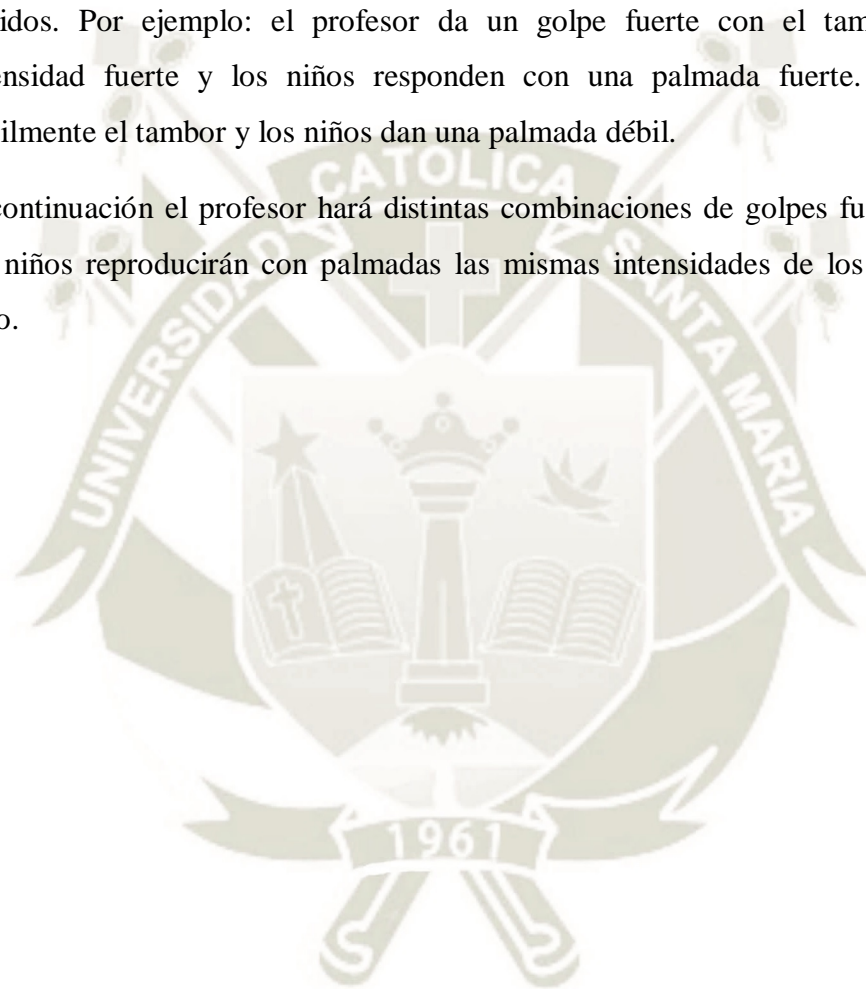 idos. Por ejemplo: el profesor da un golpe fuerte con el tam
ensidad fuerte y los niños responden con una palmada fuerte.
ilmente el tambor y los niños dan una palmada débil.
continuación el profesor hará distintas combinaciones de golpes fu
niños reproducirán con palmadas las mismas intensidades de los
o.
UNIVERSIDAD CATOLICA SANTA MARIA
1961